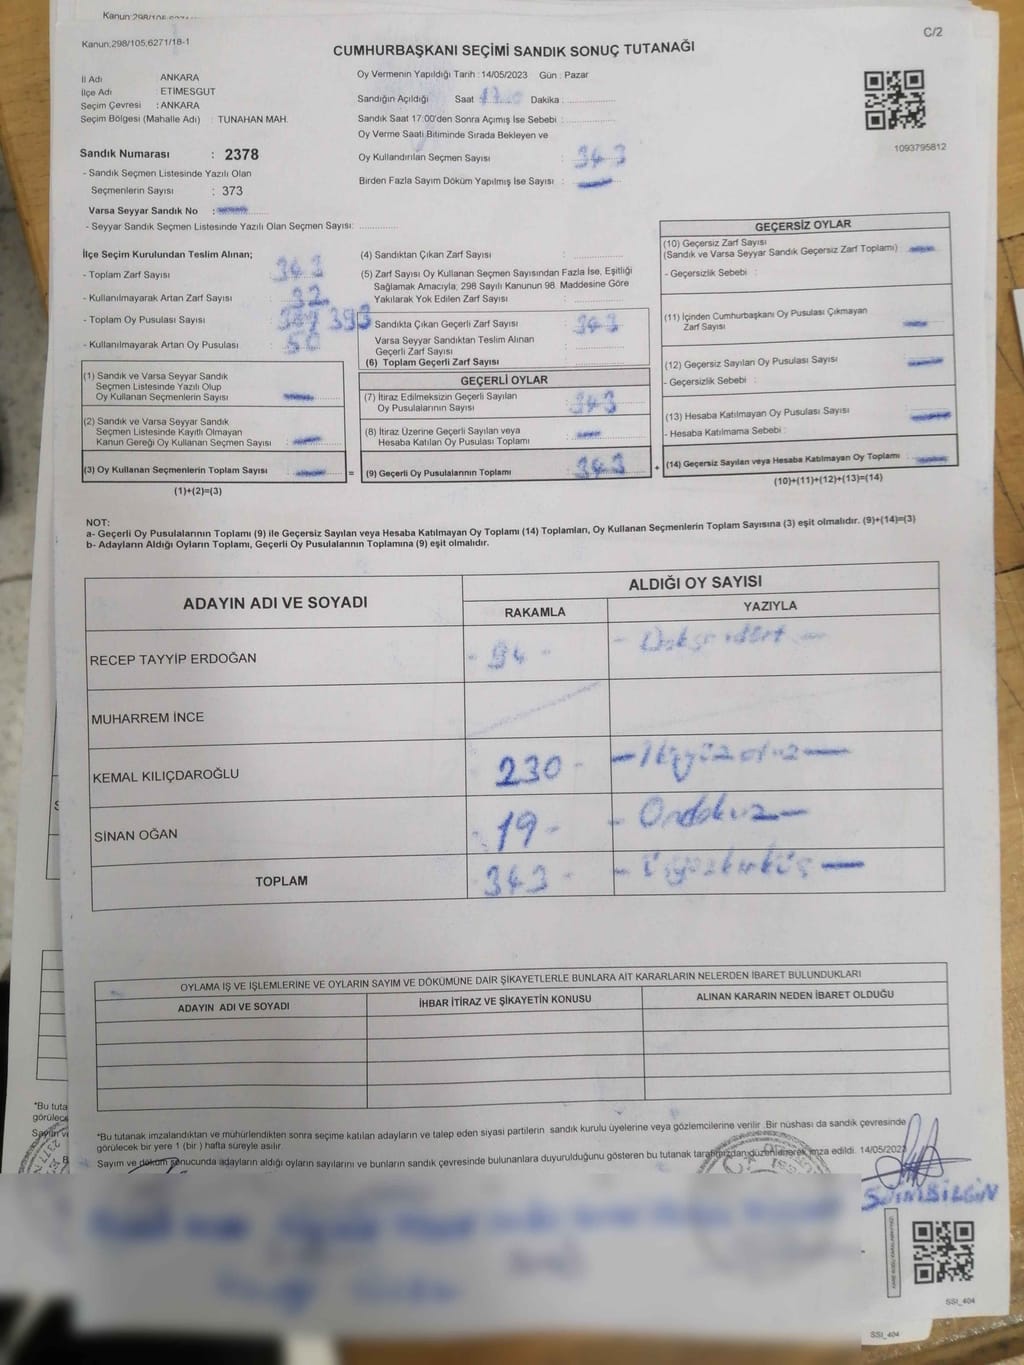 Kanun.298/105.6271/18-1
C/2
CUMHURBAŞKANI SEÇİMİ SANDIK SONUÇ TUTANAĞI
İl Adı ANKARA
İlçe Adı : ETİMESGUT
Seçim Çevresi : ANKARA
Seçim Bölgesi (Mahalle Adı) : TUNAHAN MAH.
Sandık Numarası : 2378
- Sandık Seçmen Listesinde Yazılı Olan
Seçmenlerin Sayısı : 373
Varsa Seyyar Sandık No :
- Seyyar Sandık Seçmen Listesinde Yazılı Olan Seçmen Sayısı:
Oy Vermenin Yapıldığı Tarih : 14/05/2023 Gün : Pazar
Sandığın Açıldığı Saat Dakika :
Sandık Saat 17.00'den Sonra Açımış İse Sebebi :
Oy Verme Saati Bitiminde Sırada Bekleyen ve
Oy Kullandırılan Seçmen Sayısı : 343
Birden Fazla Sayım Döküm Yapılmış İse Sayısı :
1093795812
İlçe Seçim Kurulundan Teslim Alınan;
- Toplam Zarf Sayısı 343
- Kullanılmayarak Artan Zarf Sayısı : 32
- Toplam Oy Pusulası Sayısı : 393
- Kullanılmayarak Artan Oy Pusulası : 50
(1) Sandık ve Varsa Seyyar Sandık
Seçmen Listesinde Yazılı Olup
Oy Kullanan Seçmenlerin Sayısı :
(2) Sandık ve Varsa Seyyar Sandık
Seçmen Listesinde Kayıtlı Olmayan
Kanun Gereği Oy Kullanan Seçmen Sayısı :
(3) Oy Kullanan Seçmenlerin Toplam Sayısı :
(1)+(2)=(3)
=
(4) Sandıktan Çıkan Zarf Sayısı :
(5) Zarf Sayısı Oy Kullanan Seçmen Sayısından Fazla İse, Eşitliği
Sağlamak Amacıyla; 298 Sayılı Kanunun 98. Maddesine Göre
Yakılarak Yok Edilen Zarf Sayısı :
Sandıkta Çıkan Geçerli Zarf Sayısı : 343
Varsa Seyyar Sandıktan Teslim Alınan
Geçerli Zarf Sayısı :
(6) Toplam Geçerli Zarf Sayısı :
GEÇERLİ OYLAR
(7) İtiraz Edilmeksizin Geçerli Sayılan
Oy Pusulalarının Sayısı : 343
(8) İtiraz Üzerine Geçerli Sayılan veya
Hesaba Katılan Oy Pusulası Toplamı :
(9) Geçerli Oy Pusulalarının Toplamı : 343
+
GEÇERSİZ OYLAR
(10) Geçersiz Zarf Sayısı
(Sandık ve Varsa Seyyar Sandık Geçersiz Zarf Toplamı) :
- Geçersizlik Sebebi :
(11) İçinden Cumhurbaşkanı Oy Pusulası Çıkmayan
Zarf Sayısı :
(12) Geçersiz Sayılan Oy Pusulası Sayısı :
- Geçersizlik Sebebi :
(13) Hesaba Katılmayan Oy Pusulası Sayısı :
- Hesaba Katılmama Sebebi :
(14) Geçersiz Sayılan veya Hesaba Katılmayan Oy Toplamı :
(10)+(11)+(12)+(13)=(14)
NOT:
a- Geçerli Oy Pusulalarının Toplamı (9) ile Geçersiz Sayılan veya Hesaba Katılmayan Oy Toplamı (14) Toplamları, Oy Kullanan Seçmenlerin Toplam Sayısına (3) eşit olmalıdır. (9)+(14)=(3)
b- Adayların Aldığı Oyların Toplamı, Geçerli Oy Pusulalarının Toplamına (9) eşit olmalıdır.
ADAYIN ADI VE SOYADI ALDIĞI OY SAYISI
RAKAMLA YAZIYLA
RECEP TAYYİP ERDOĞAN - 94 - - Doksandört -
MUHARREM İNCE
KEMAL KILIÇDAROĞLU 230 - - İkiyüzotuz -
SİNAN OĞAN - 19 - - Ondokuz -
TOPLAM 343 - - Üçyüzkırküç -
OYLAMA İŞ VE İŞLEMLERİNE VE OYLARIN SAYIM VE DÖKÜMÜNE DAİR ŞİKAYETLERLE BUNLARA AİT KARARLARIN NELERDEN İBARET BULUNDUKLARI
ADAYIN ADI VE SOYADI İHBAR İTİRAZ VE ŞİKAYETİN KONUSU ALINAN KARARIN NEDEN İBARET OLDUĞU
*Bu tutanak imzalandıktan ve mühürlendikten sonra seçime katılan adayların ve talep eden siyasi partilerin sandık kurulu üyelerine veya gözlemcilerine verilir. Bir nüshası da sandık çevresinde
görülecek bir yere 1 (bir) hafta süreyle asılır.
Sayım ve döküm sonucunda adayların aldığı oyların sayılarını ve bunların sandık çevresinde bulunanlara duyurulduğunu gösteren bu tutanak tarafımızdan düzenlenerek imza edildi. 14/05/2023
BİLGİN
SSI_404
SSI_404